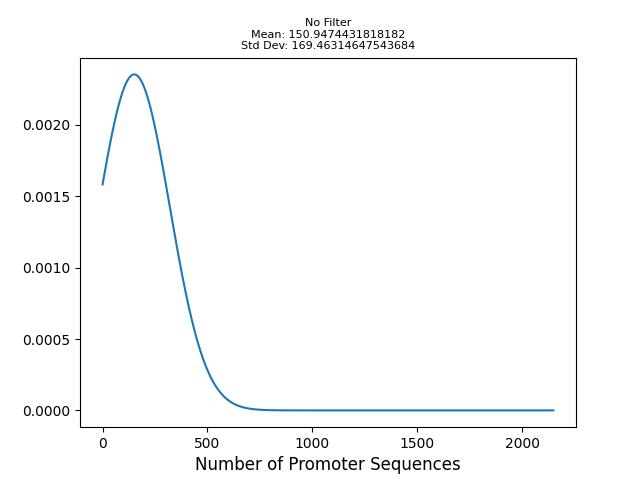 No Filter
Mean: 150.9474431818182
Std Dev: 169.46314647543684
0.0020
0.0015
0.0010
0.0005
0.0000
0 500 1000 1500 2000
Number of Promoter Sequences